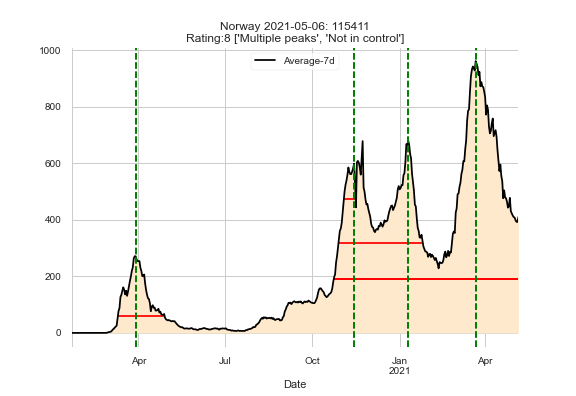 Norway 2021-05-06: 115411
Rating:8 ['Multiple peaks', 'Not in control']
Average-7d
1000
800
600
400
200
0
Apr
Jul
Oct
Jan
2021
Apr
Date